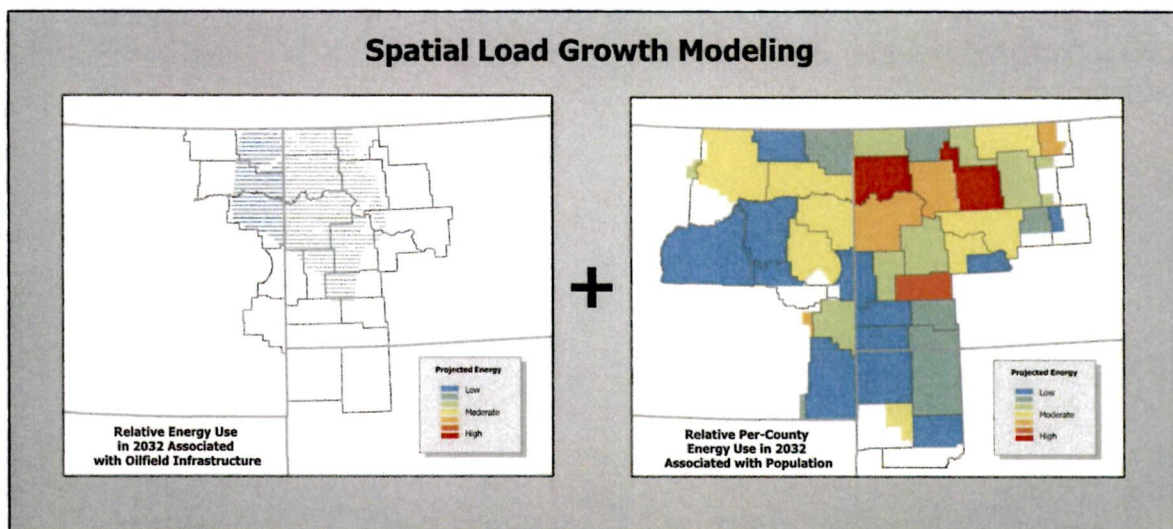 Spatial Load Growth Modeling
Projected Energy
Low
Moderate
High
Relative Energy Use
in 2032 Associated
with Oilfield Infrastructure
+
Projected Energy
Low
Moderate
High
Relative Per-County
Energy Use in 2032
Associated with Population